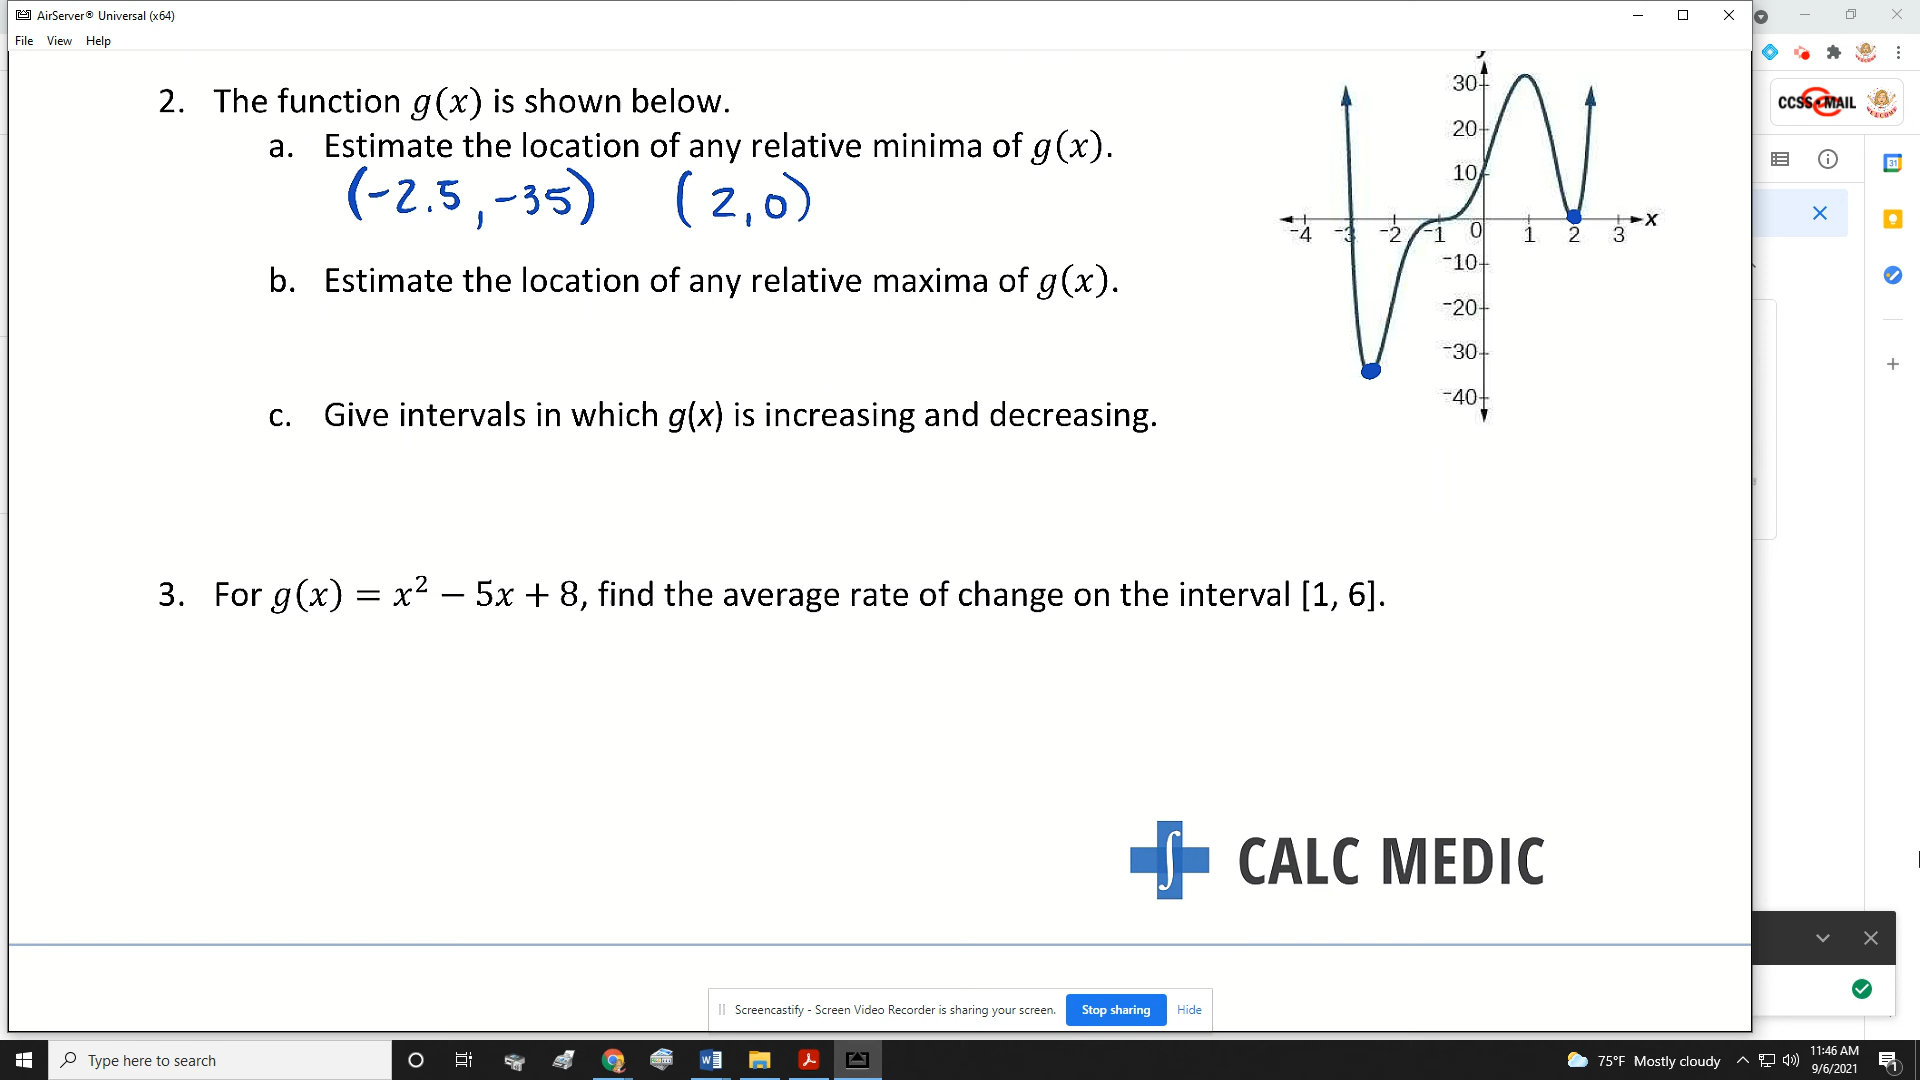 AirServer® Universal (x64)
File View Help
2. The function g(x) is shown below.
a. Estimate the location of any relative minima of g(x).
(-2.5, -35) (2,0)
b. Estimate the location of any relative maxima of g(x).
c. Give intervals in which g(x) is increasing and decreasing.
y
30
20
10
-4 -3 -2 -1 0 1 2 3 x
-10
-20
-30
-40
3. For g(x) = x² − 5x + 8, find the average rate of change on the interval [1, 6].
CALC MEDIC
CCSS MAIL
31
Screencastify - Screen Video Recorder is sharing your screen. Stop sharing Hide
Type here to search
75°F Mostly cloudy
11:46 AM
9/6/2021
1